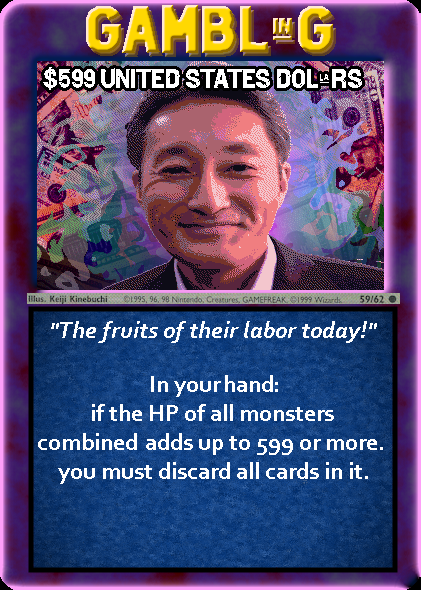 GAMBLING
$599 UNITED STATES DOLLARS
Illus. Keiji Kinebuchi ©1995, 96, 98 Nintendo, Creatures, GAMEFREAK. ©1999 Wizards. 59/62
"The fruits of their labor today!"
In your hand:
if the HP of all monsters
combined adds up to 599 or more.
you must discard all cards in it.